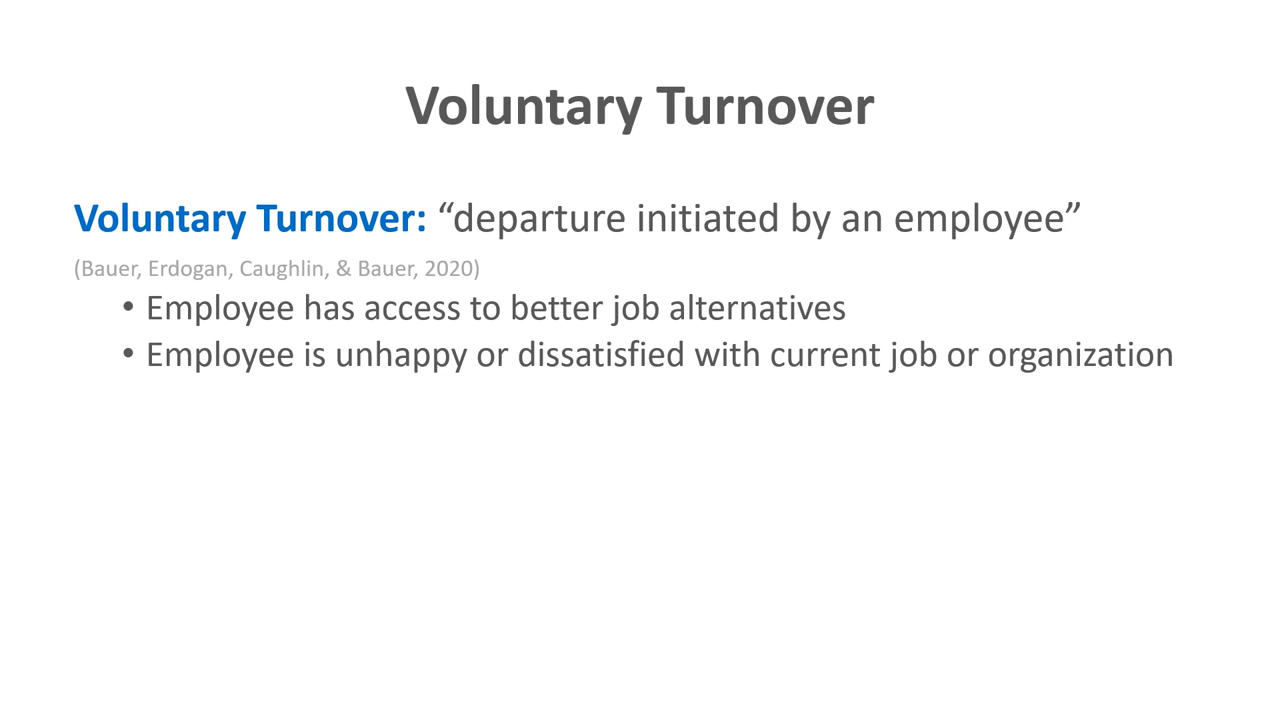 Voluntary Turnover
Voluntary Turnover: “departure initiated by an employee”
(Bauer, Erdogan, Caughlin, & Bauer, 2020)
• Employee has access to better job alternatives
• Employee is unhappy or dissatisfied with current job or organization